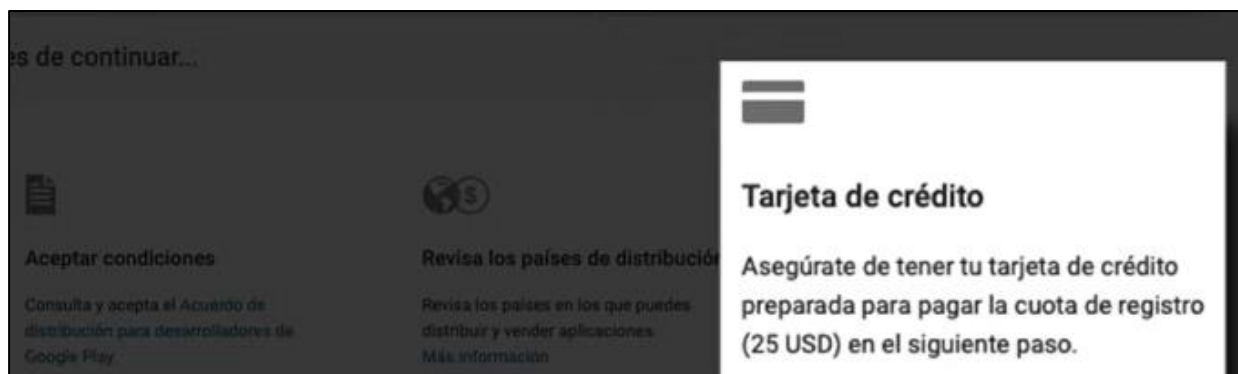 es de continuar...
Aceptar condiciones
Consulta y acepta el Acuerdo de
distribución para desarrolladores de
Google Play
Revisa los países de distribución
Revisa los países en los que puedes
distribuir y vender aplicaciones
Más información
Tarjeta de crédito
Asegúrate de tener tu tarjeta de crédito
preparada para pagar la cuota de registro
(25 USD) en el siguiente paso.